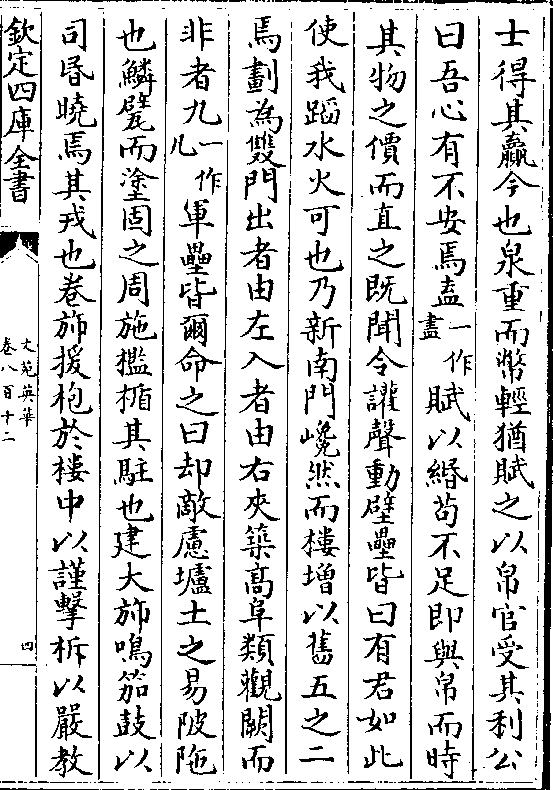 士得其贏今也泉重而幣輕猶賦之以帛官受其利公
曰吾心有不安焉盍一作盡賦以緡苟不足即與帛而時
其物之價而直之既聞令讙聲動壁壘皆曰有君如此
使我蹈水火可也乃新南門巉然而樓增以舊五之二
焉劃為雙門出者由左入者由右夾築髙阜類觀闕而
非者九一作凡軍壘皆爾命之曰却敵慮壚土之易陂陁
也鱗甓而塗固之周施㯺楯其駐也建大斾鳴笳鼓以
司昏曉焉其戎也卷斾援枹於樓中以謹擊柝以嚴教
欽定四庫全書
文苑英華
卷八百十二
四